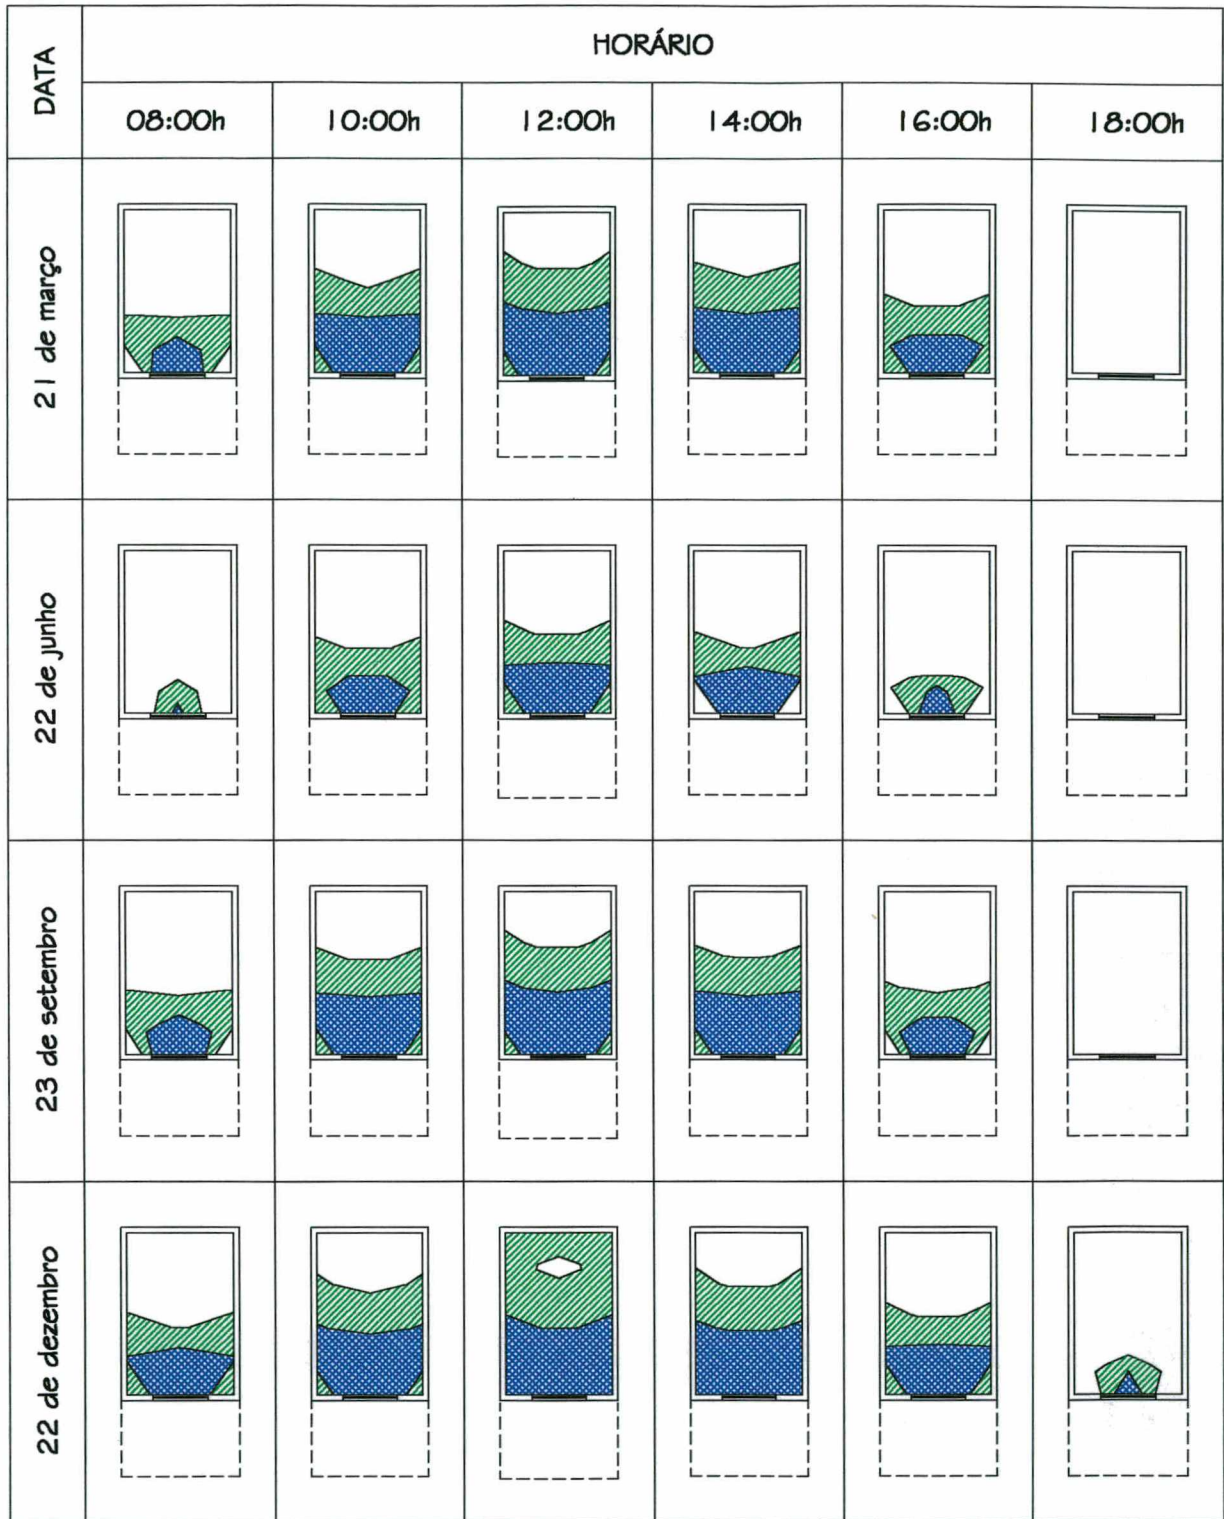 DATA
HORÁRIO
08:00h
10:00h
12:00h
14:00h
16:00h
18:00h
21 de março
22 de junho
23 de setembro
22 de dezembro